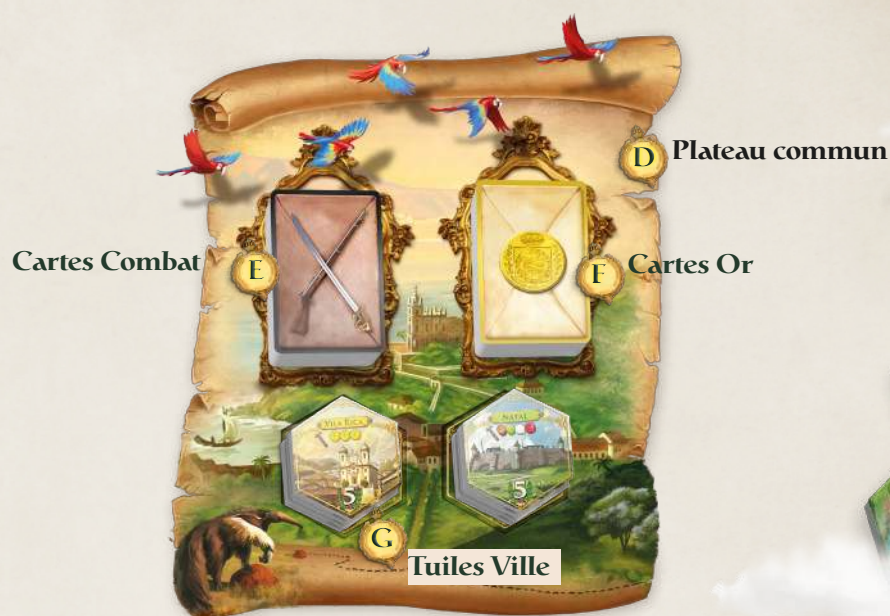 D Plateau commun
Cartes Combat E
F Cartes Or
VILA RICA
5
NATAL
5
G
Tuiles Ville